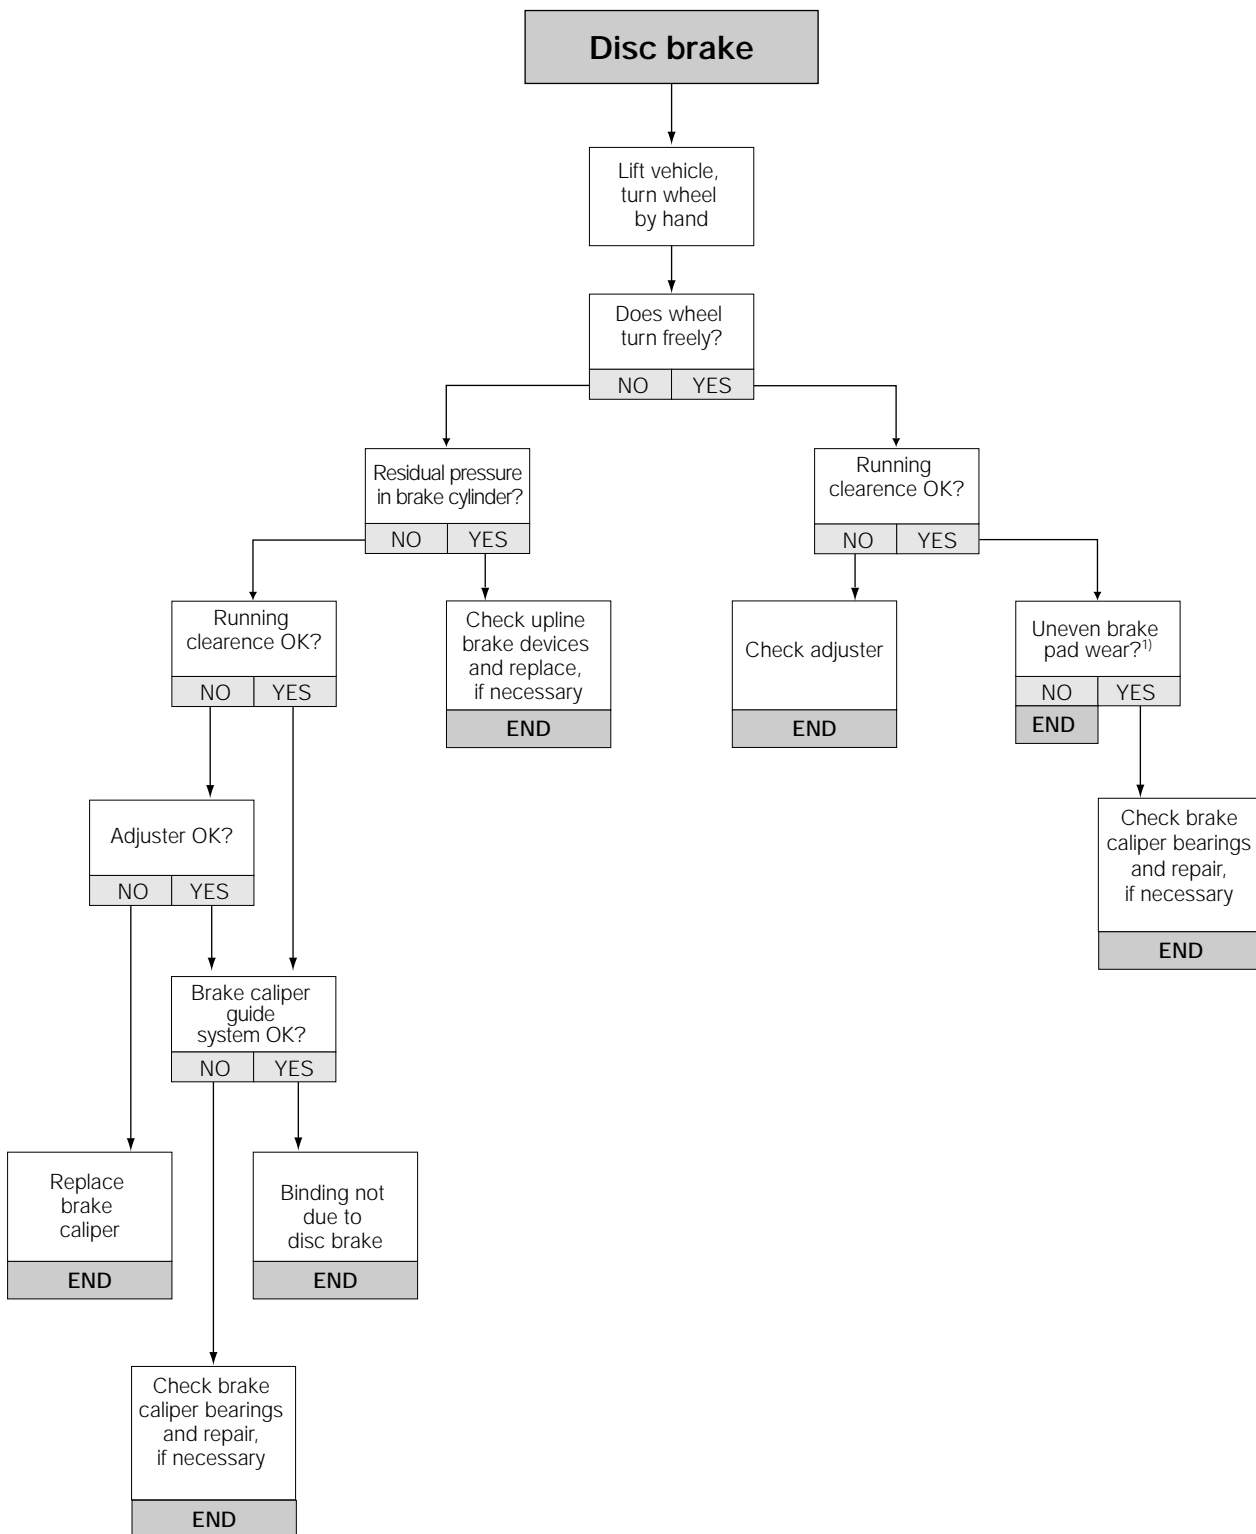 Disc brake
Lift vehicle,
turn wheel
by hand
Does wheel
turn freely?
NO YES
Residual pressure
in brake cylinder?
NO YES
Running
clearence OK?
NO YES
Running
clearence OK?
NO YES
Check upline
brake devices
and replace,
if necessary
END
Check adjuster
END
Uneven brake
pad wear?1)
NO YES
END
Adjuster OK?
NO YES
Check brake
caliper bearings
and repair,
if necessary
END
Brake caliper
guide
system OK?
NO YES
Replace
brake
caliper
END
Binding not
due to
disc brake
END
Check brake
caliper bearings
and repair,
if necessary
END